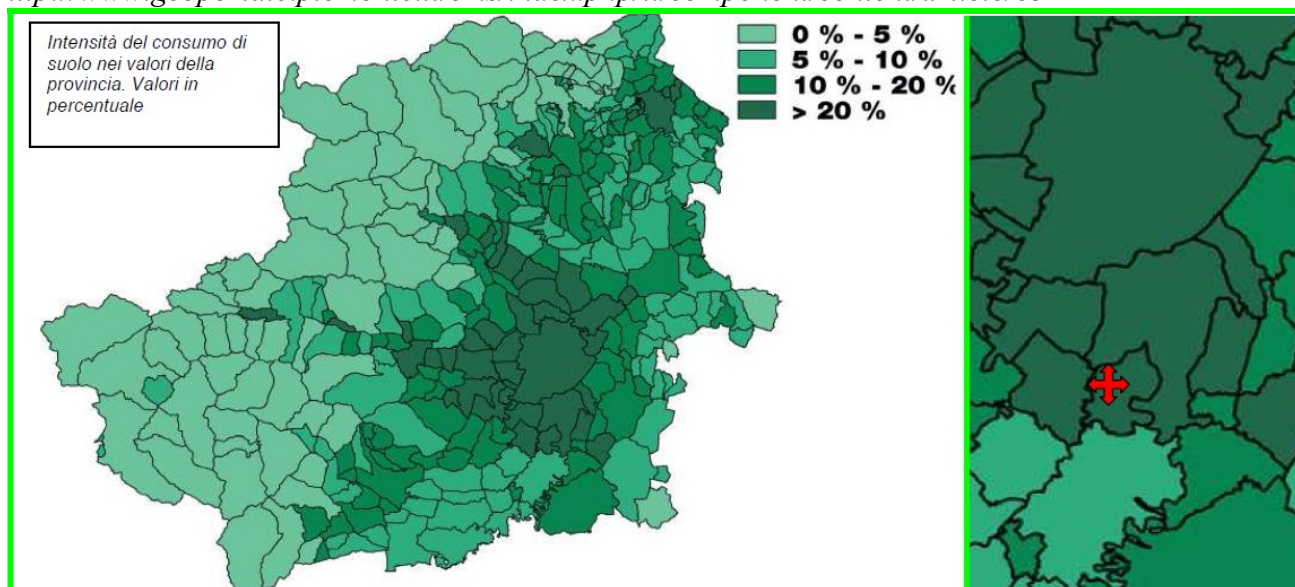 Intensità del consumo di
suolo nei valori della
provincia. Valori in
percentuale
0 % - 5 %
5 % - 10 %
10 % - 20 %
> 20 %